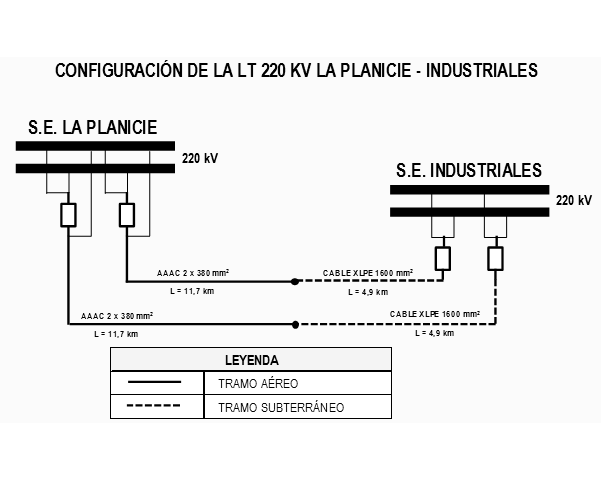 CONFIGURACIÓN DE LA LT 220 KV LA PLANICIE - INDUSTRIALES
S.E. LA PLANICIE
220 kV
S.E. INDUSTRIALES
220 kV
AAAC 2 x 380 mm²
L = 11,7 km
CABLE XLPE 1600 mm²
L = 4,9 km
AAAC 2 x 380 mm²
L = 11,7 km
CABLE XLPE 1600 mm²
L = 4,9 km
LEYENDA
TRAMO AÉREO
TRAMO SUBTERRÁNEO